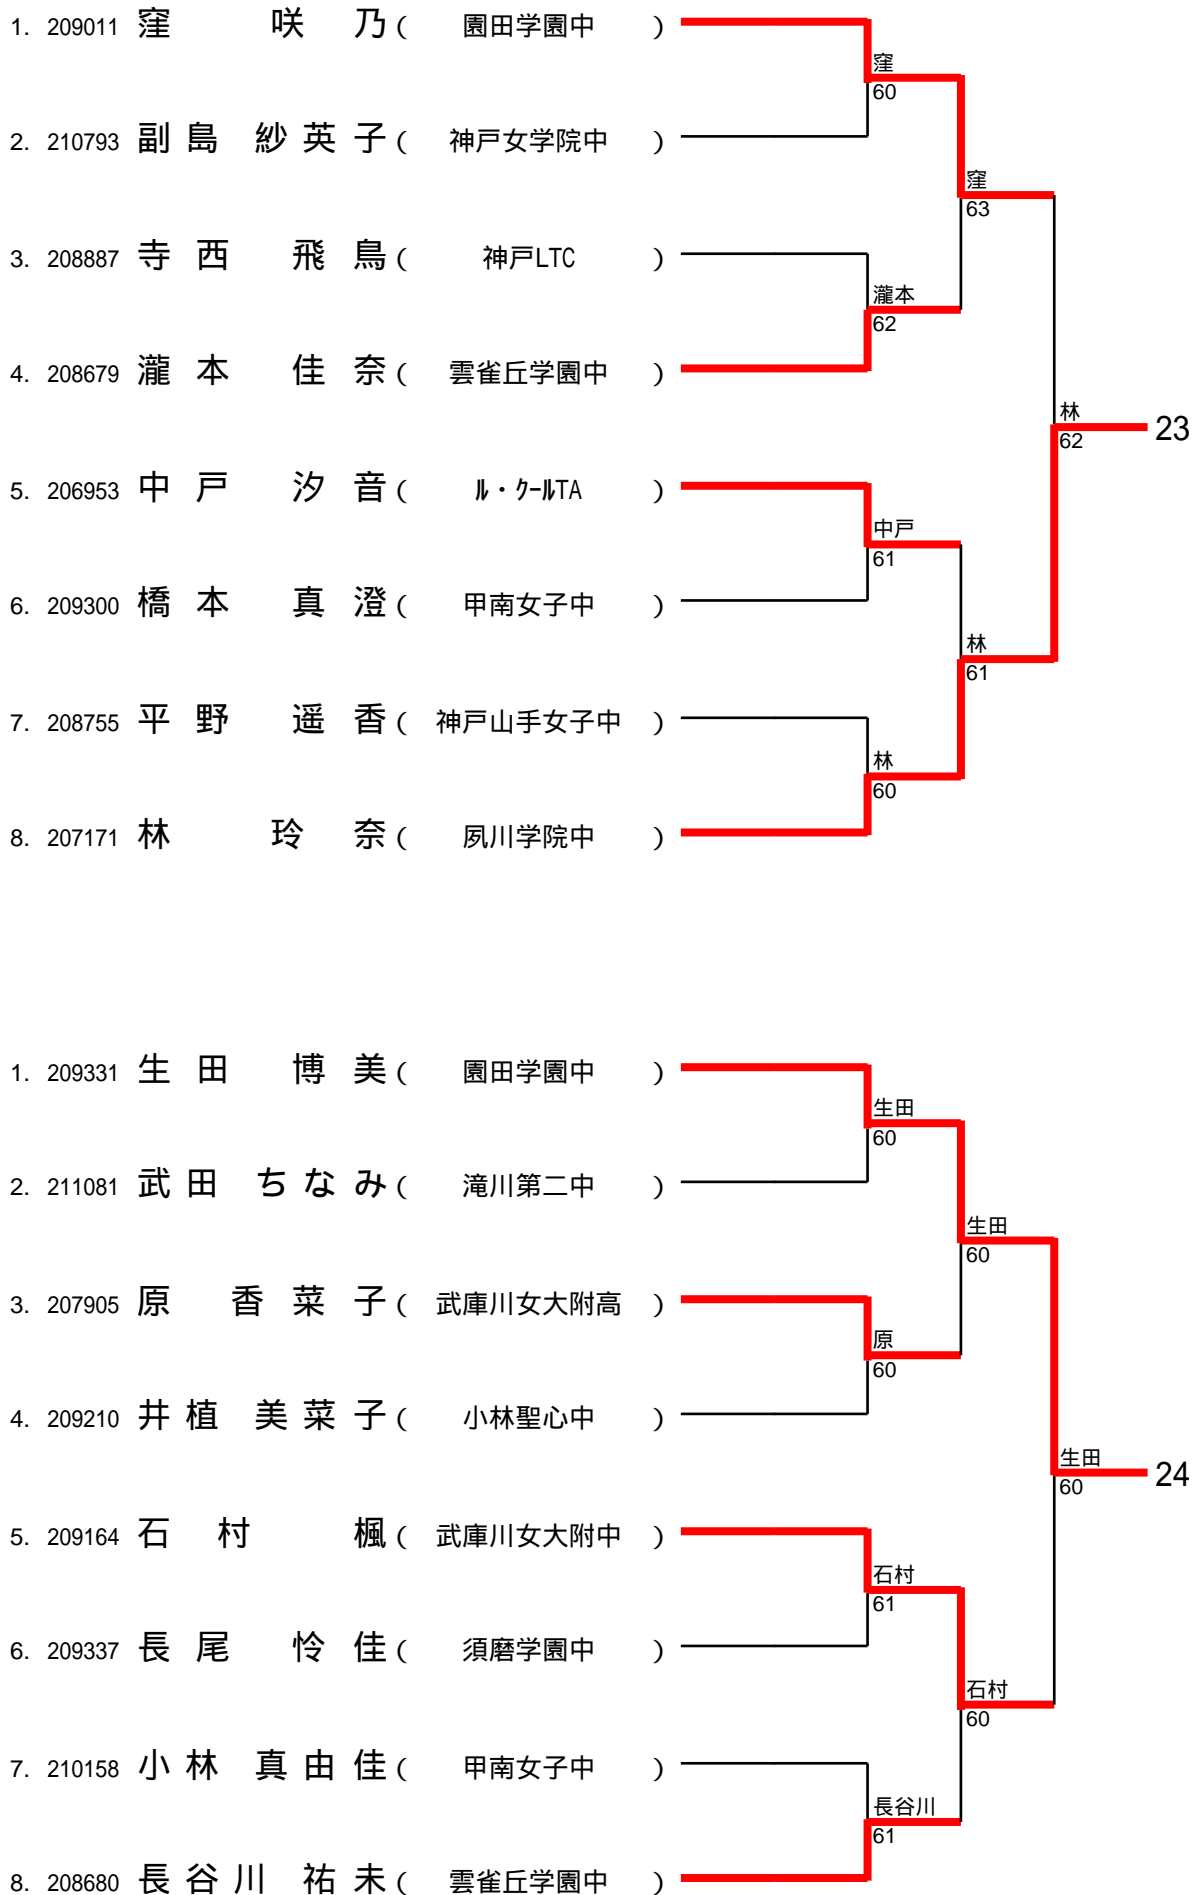 1. 209011 窪 咲 乃 ( 園田学園中 )
窪
60
2. 210793 副島 紗英子 ( 神戸女学院中 )
窪
63
3. 208887 寺西 飛鳥 ( 神戸LTC )
瀧本
62
4. 208679 瀧本 佳奈 ( 雲雀丘学園中 )
林
62
23
5. 206953 中戸 汐音 ( ル・クールTA )
中戸
61
6. 209300 橋本 真澄 ( 甲南女子中 )
林
61
7. 208755 平野 遥香 ( 神戸山手女子中 )
林
60
8. 207171 林 玲奈 ( 夙川学院中 )
1. 209331 生田 博美 ( 園田学園中 )
生田
60
2. 211081 武田 ちなみ ( 滝川第二中 )
生田
60
3. 207905 原 香菜子 ( 武庫川女大附高 )
原
60
4. 209210 井植 美菜子 ( 小林聖心中 )
生田
60
24
5. 209164 石村 楓 ( 武庫川女大附中 )
石村
61
6. 209337 長尾 怜佳 ( 須磨学園中 )
石村
60
7. 210158 小林 真由佳 ( 甲南女子中 )
長谷川
61
8. 208680 長谷川 祐未 ( 雲雀丘学園中 )